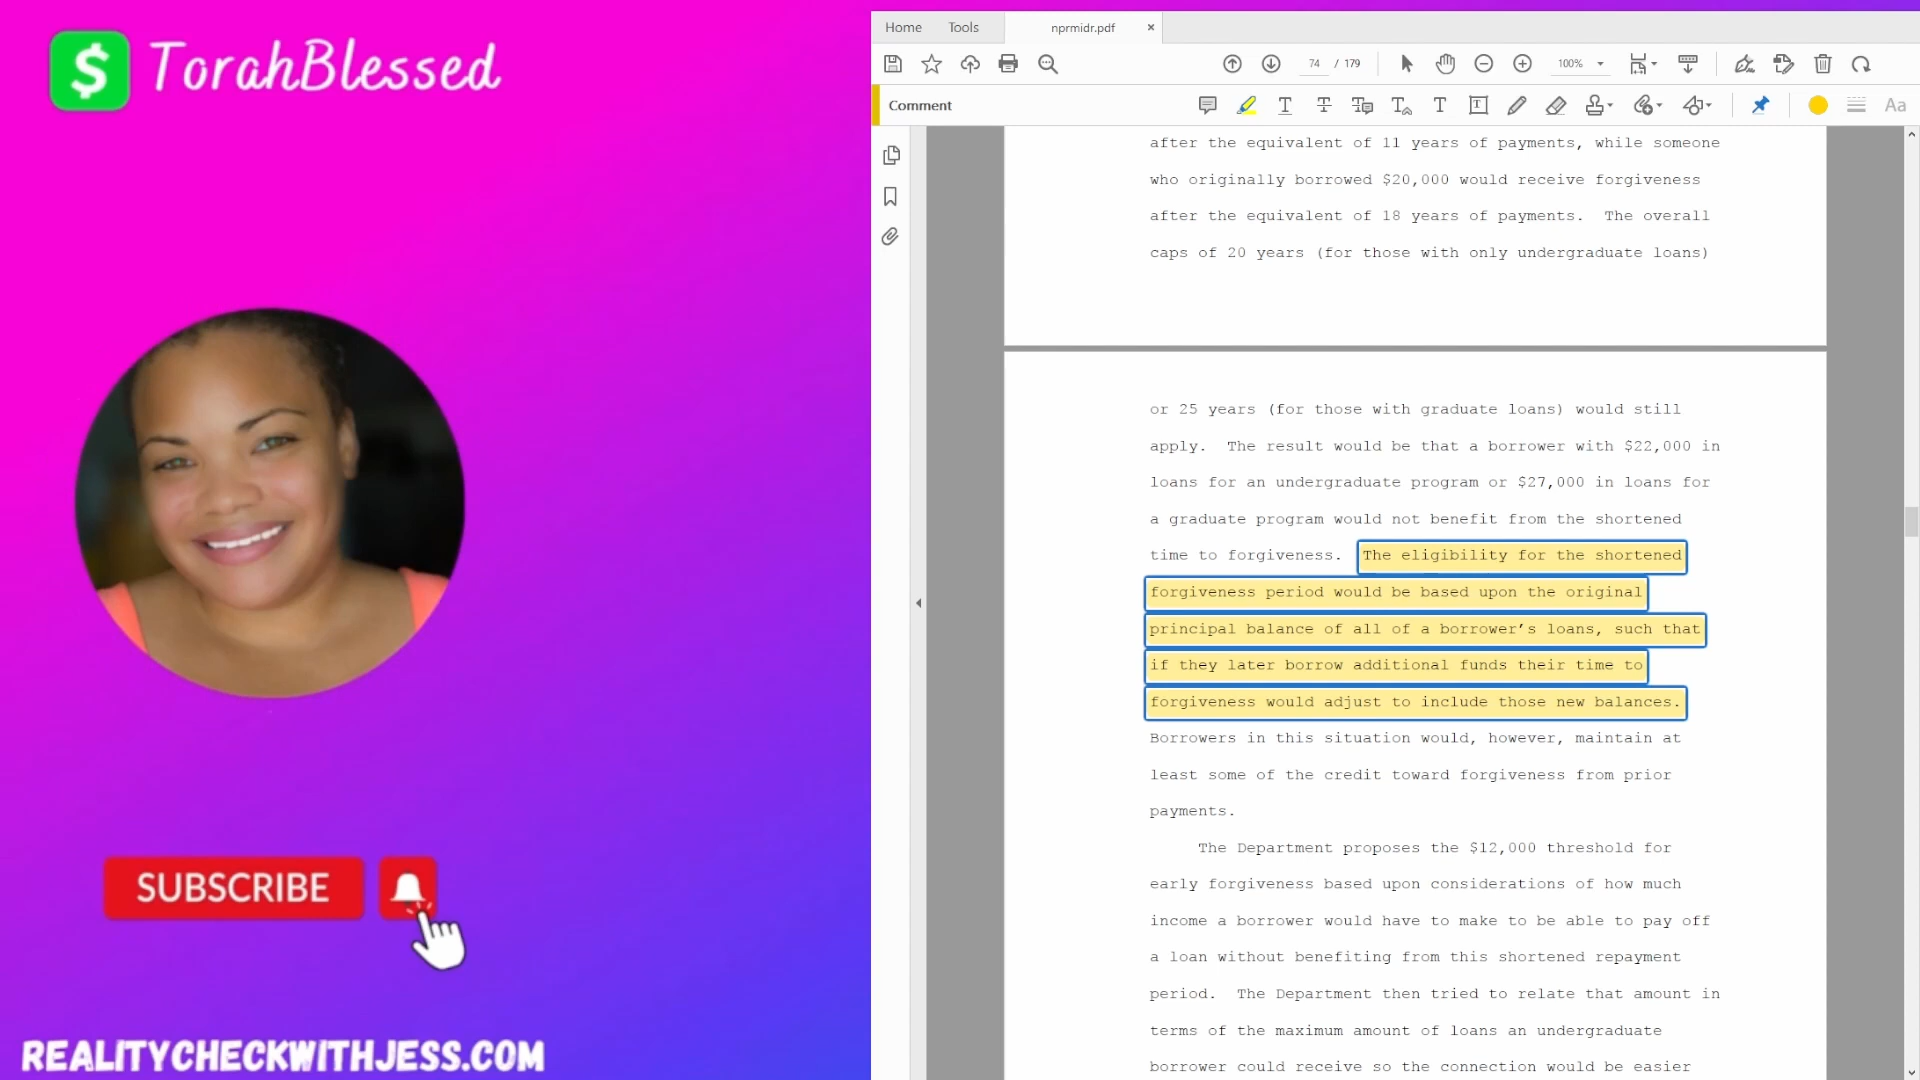 $ TorahBlessed
SUBSCRIBE
REALITYCHECKWITHJESS.COM
Home Tools nprmidr.pdf ×
74 / 179 100%
Comment
Aa
after the equivalent of 11 years of payments, while someone
who originally borrowed $20,000 would receive forgiveness
after the equivalent of 18 years of payments. The overall
caps of 20 years (for those with only undergraduate loans)
or 25 years (for those with graduate loans) would still
apply. The result would be that a borrower with $22,000 in
loans for an undergraduate program or $27,000 in loans for
a graduate program would not benefit from the shortened
time to forgiveness. The eligibility for the shortened
forgiveness period would be based upon the original
principal balance of all of a borrower’s loans, such that
if they later borrow additional funds their time to
forgiveness would adjust to include those new balances.
Borrowers in this situation would, however, maintain at
least some of the credit toward forgiveness from prior
payments.
The Department proposes the $12,000 threshold for
early forgiveness based upon considerations of how much
income a borrower would have to make to be able to pay off
a loan without benefiting from this shortened repayment
period. The Department then tried to relate that amount in
terms of the maximum amount of loans an undergraduate
borrower could receive so the connection would be easier